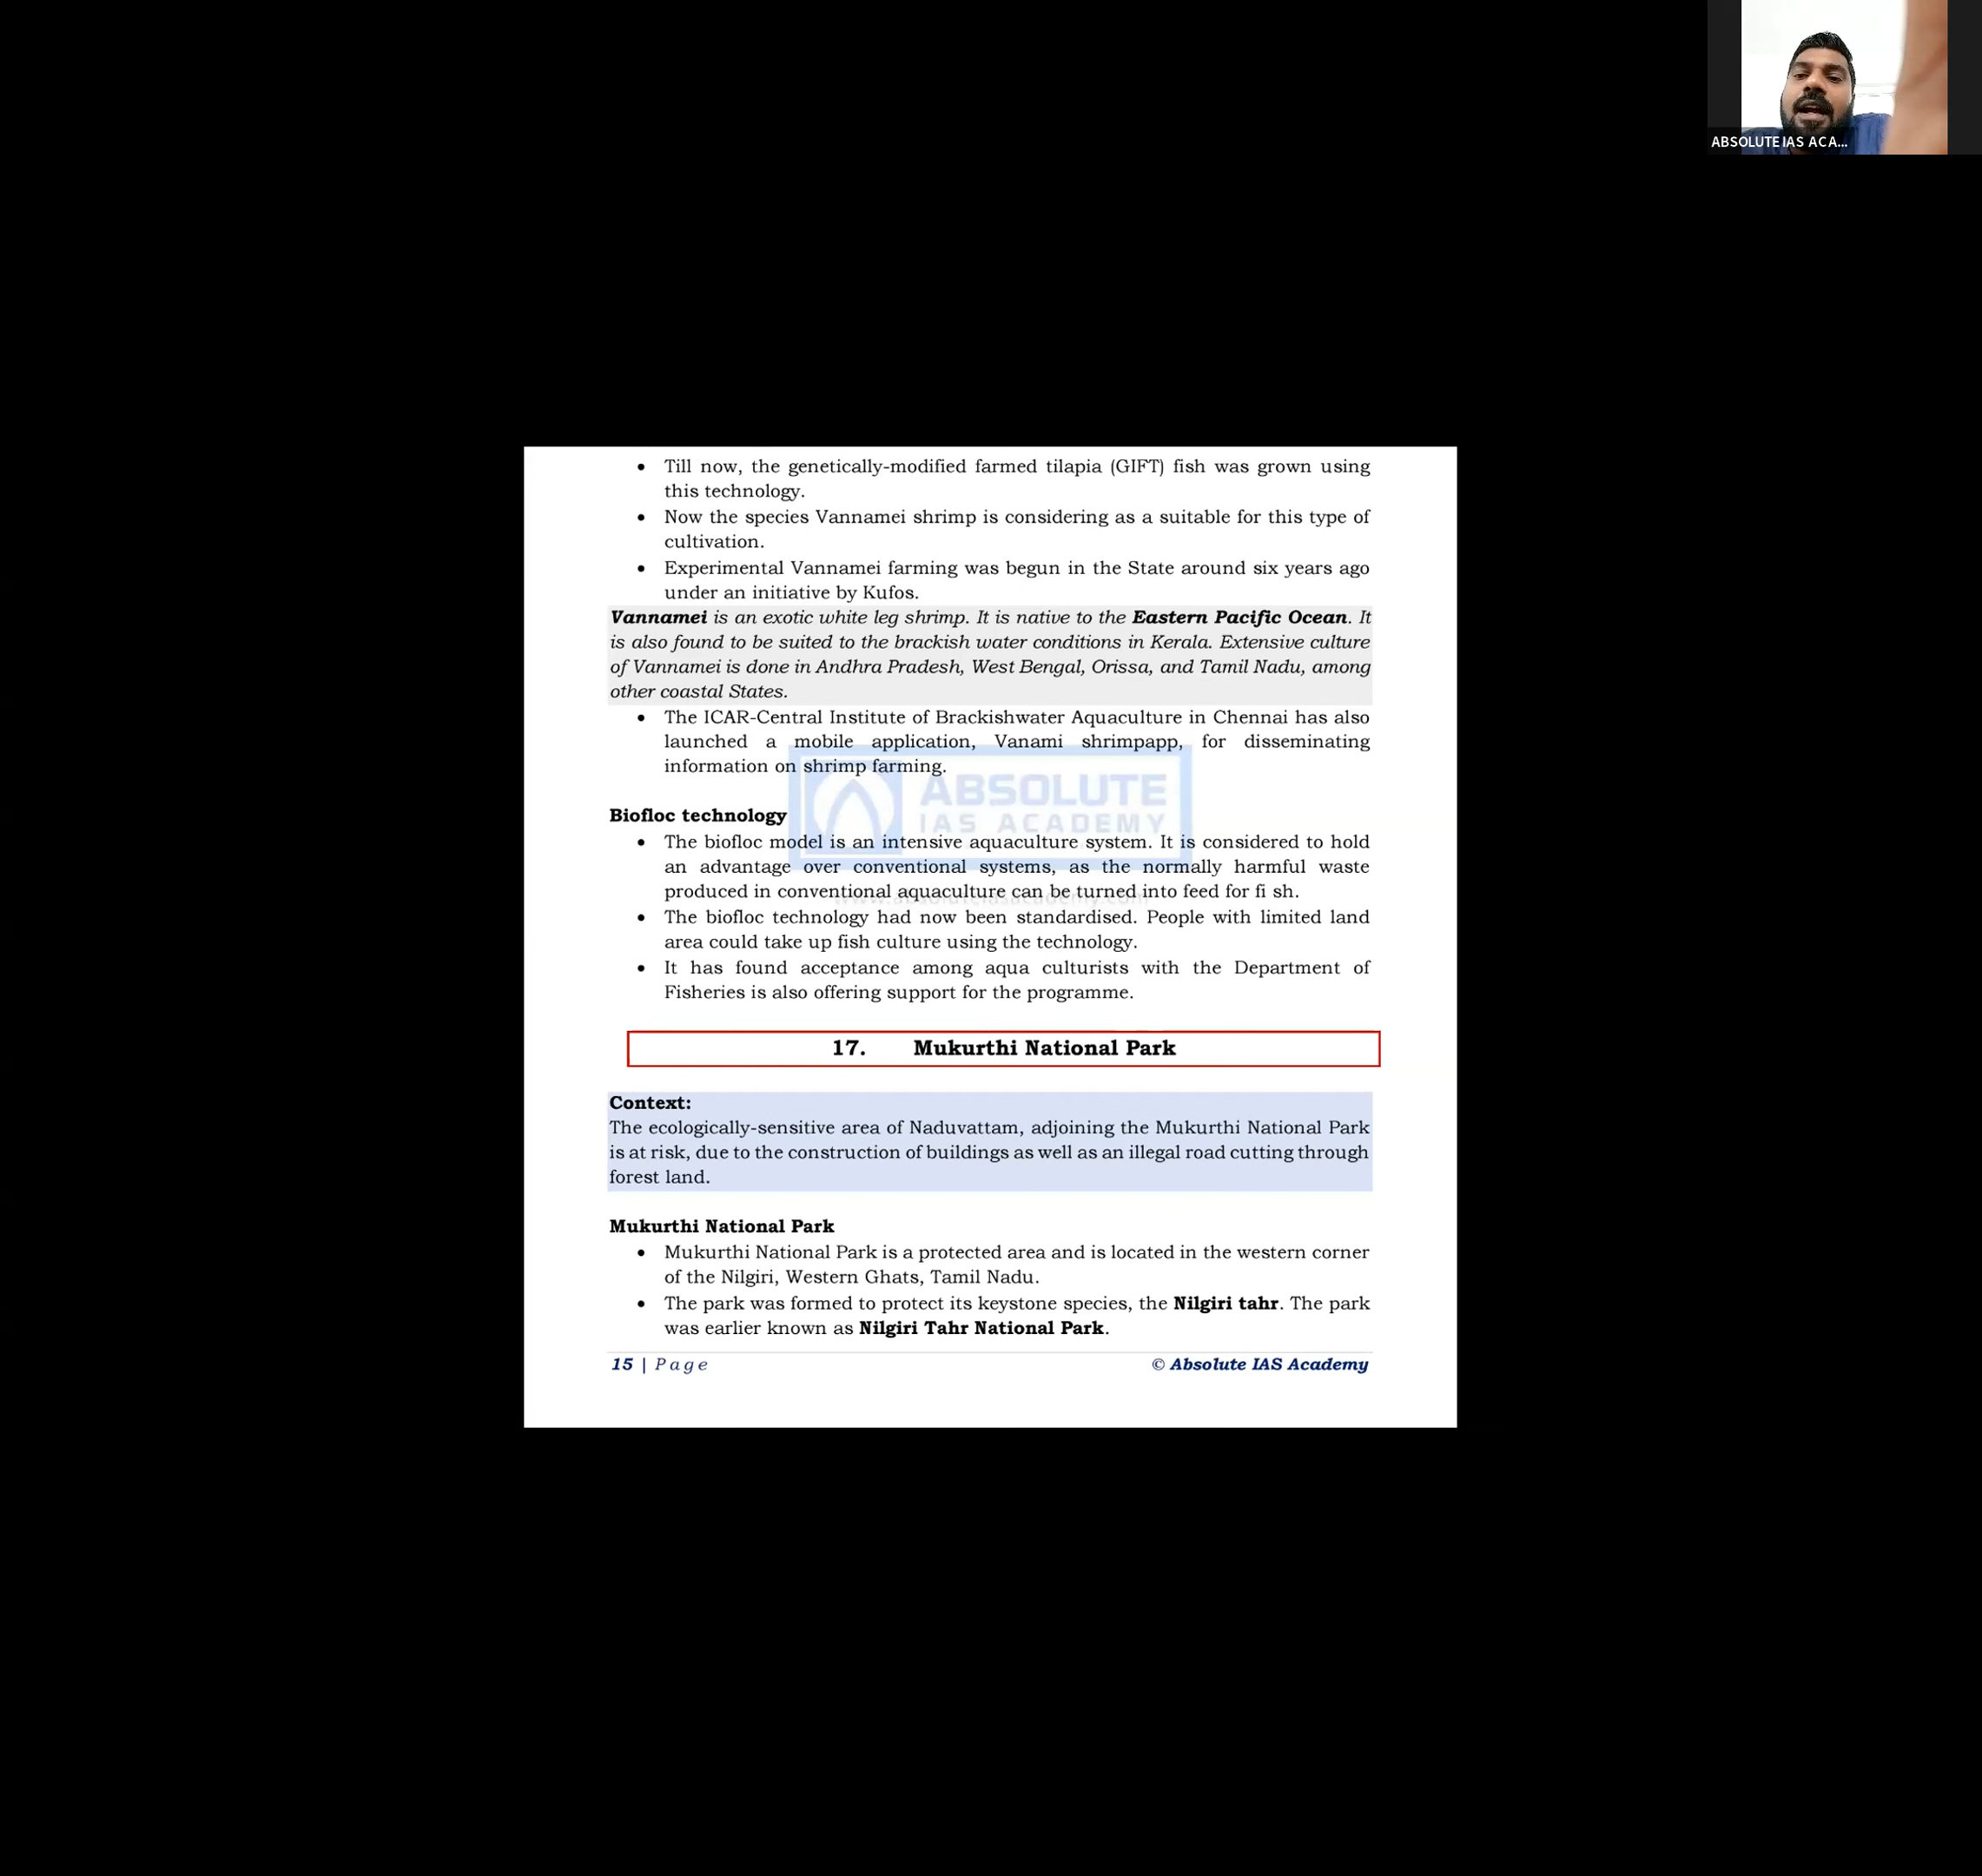 ABSOLUTE IAS ACA...
• Till now, the genetically-modified farmed tilapia (GIFT) fish was grown using
this technology.
• Now the species Vannamei shrimp is considering as a suitable for this type of
cultivation.
• Experimental Vannamei farming was begun in the State around six years ago
under an initiative by Kufos.
Vannamei is an exotic white leg shrimp. It is native to the Eastern Pacific Ocean. It
is also found to be suited to the brackish water conditions in Kerala. Extensive culture
of Vannamei is done in Andhra Pradesh, West Bengal, Orissa, and Tamil Nadu, among
other coastal States.
• The ICAR-Central Institute of Brackishwater Aquaculture in Chennai has also
launched a mobile application, Vanami shrimpapp, for disseminating
information on shrimp farming.
ABSOLUTE
IAS ACADEMY
Biofloc technology
• The biofloc model is an intensive aquaculture system. It is considered to hold
an advantage over conventional systems, as the normally harmful waste
produced in conventional aquaculture can be turned into feed for fi sh.
www.absoluteiasacademy.com
• The biofloc technology had now been standardised. People with limited land
area could take up fish culture using the technology.
• It has found acceptance among aqua culturists with the Department of
Fisheries is also offering support for the programme.
17. Mukurthi National Park
Context:
The ecologically-sensitive area of Naduvattam, adjoining the Mukurthi National Park
is at risk, due to the construction of buildings as well as an illegal road cutting through
forest land.
Mukurthi National Park
• Mukurthi National Park is a protected area and is located in the western corner
of the Nilgiri, Western Ghats, Tamil Nadu.
• The park was formed to protect its keystone species, the Nilgiri tahr. The park
was earlier known as Nilgiri Tahr National Park.
15 | Page © Absolute IAS Academy